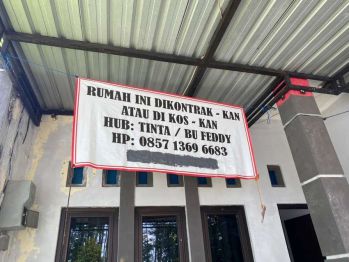 RUMAH INI DIKONTRAK - KAN
ATAU DI KOS - KAN
HUB: TINTA / BU FEDDY
HP: 0857 1369 6683